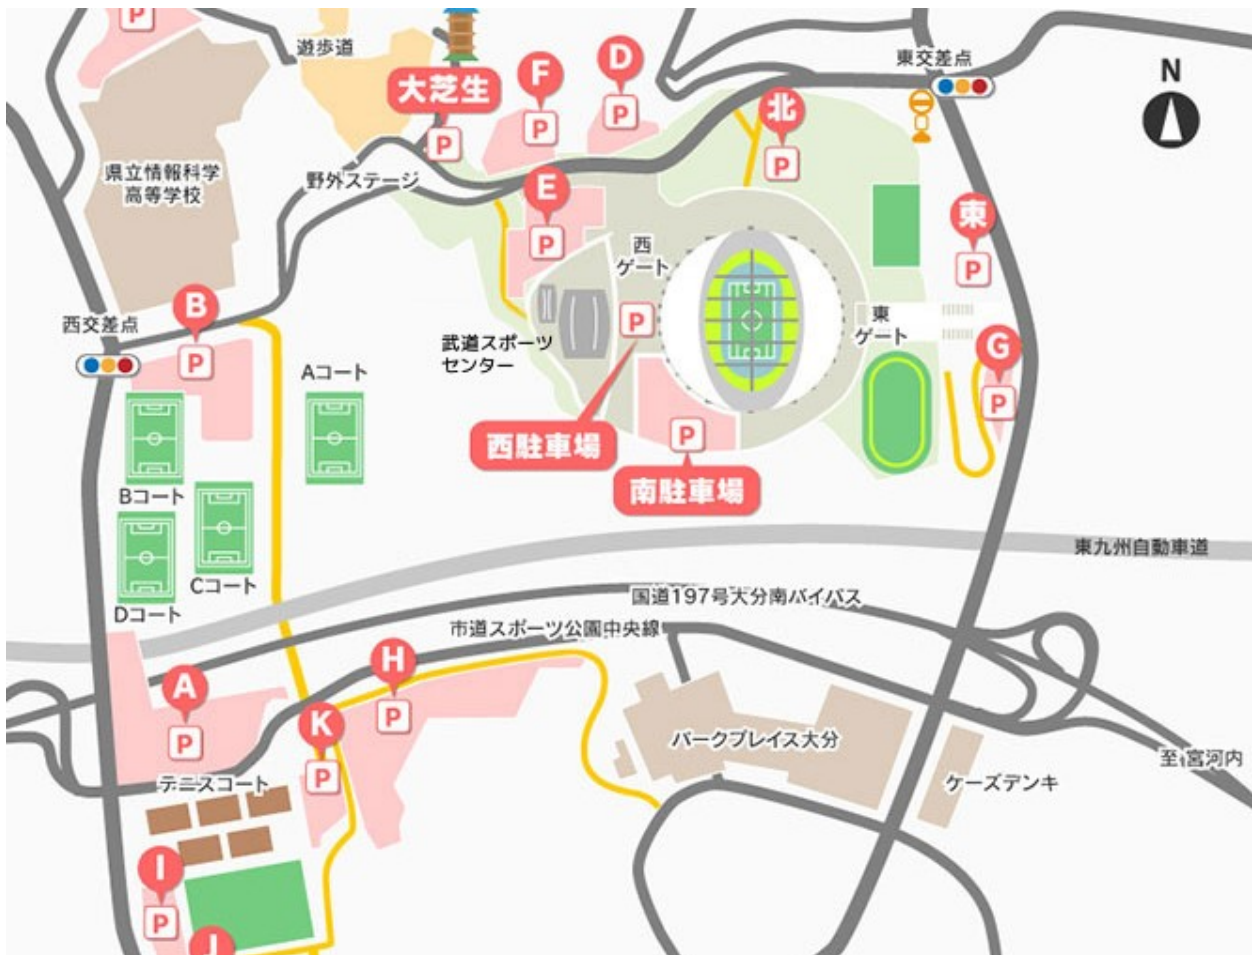 P
遊歩道
大芝生
P
F
P
D
P
北
P
東交差点
N
県立情報科学
高等学校
野外ステージ
E
P
西
ゲート
東
P
B
P
西交差点
武道スポーツ
センター
P
東
ゲート
G
P
Aコート
西駐車場
P
南駐車場
Bコート
Cコート
Dコート
東九州自動車道
国道197号大分南バイパス
市道スポーツ公園中央線
A
P
H
P
K
P
パークプレイス大分
至 宮河内
ケーズデンキ
テニスコート
I
P